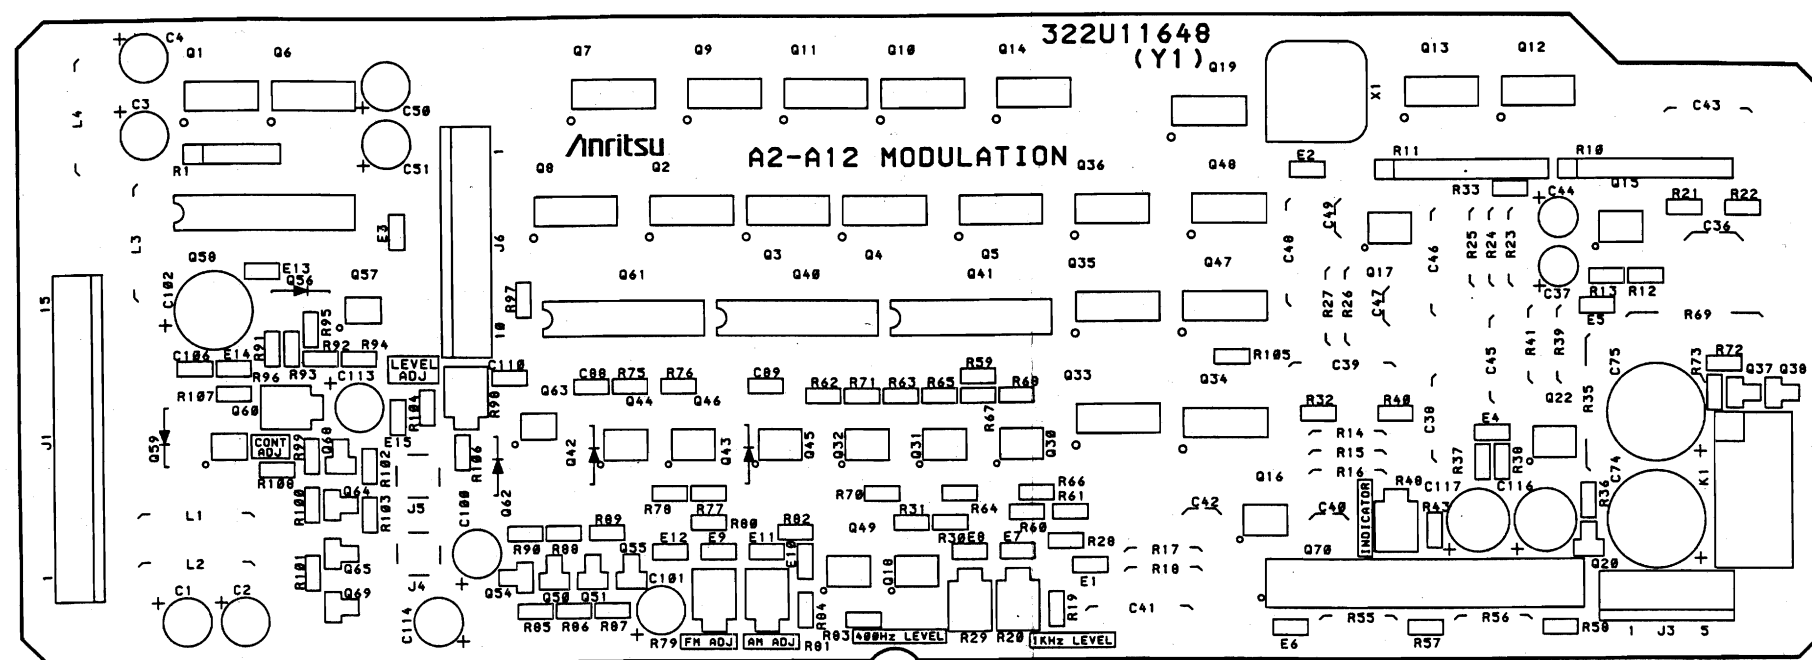 322U11648
(Y1)
C4
Q1
Q6
Q7
Q9
Q11
Q10
Q14
Q19
X1
Q13
Q12
C43
L4
C3
C50
C51
R1
1
Anritsu
A2-A12 MODULATION
Q8
Q2
Q36
Q48
E2
R11
R10
R33
C44
Q15
R21
R22
C36
L3
E3
J6
Q3
Q4
Q5
Q35
Q47
C48
C49
Q17
C46
R25
R24
R23
C37
R13
R12
Q58
E13
Q56
Q57
C102
R97
10
Q61
Q40
Q41
R27
R26
C47
E5
R69
15
R95
R91
R92
R94
C106
E14
R93
R96
C113
LEVEL
ADJ
C110
R105
C39
C45
R41
R39
C75
R73
R72
Q37
Q38
R107
Q60
R104
R98
Q63
C88
R75
R76
Q44
Q46
C89
R59
R62
R71
R63
R65
R68
R67
Q33
Q34
R32
R40
C38
Q22
R35
J1
Q59
CONT
ADJ
R99
Q68
E15
R102
R106
Q42
Q43
Q45
Q32
Q31
Q30
R14
R15
R16
E4
R37
R38
C74
K1
R108
R100
Q64
R103
Q62
R78
R77
R70
R64
R66
R61
Q16
INDICATOR
R48
C117
C116
R36
L1
J5
C100
R90
R88
R89
R80
R82
Q49
R31
R60
C42
C40
R43
L2
R101
Q65
E12
E9
E11
E10
R30
E8
E7
R28
R17
R18
Q70
Q20
1
Q69
J4
Q54
Q50
Q51
Q55
C101
Q18
E1
C1
C2
C114
R85
R86
R87
R79
FM ADJ
AM ADJ
R84
R81
R83
400Hz LEVEL
R29
R20
R19
1KHz LEVEL
C41
E6
R55
R57
R56
R58
1
J3
5